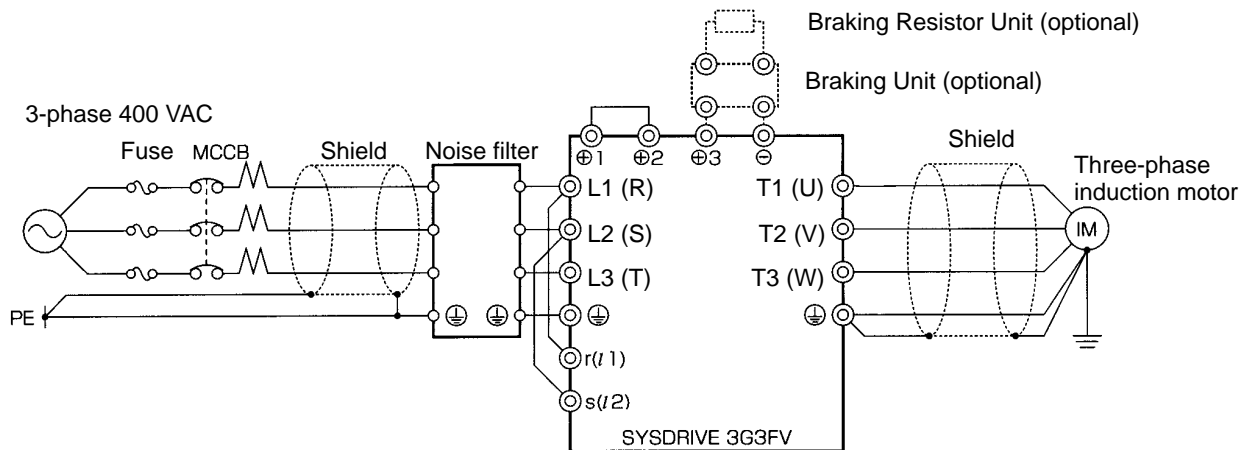 Braking Resistor Unit (optional)
Braking Unit (optional)
3-phase 400 VAC
Fuse MCCB Shield Noise filter
⊕1 ⊕2 ⊕3 ⊖
Shield
Three-phase
induction motor
L1 (R) T1 (U)
L2 (S) T2 (V) IM
L3 (T) T3 (W)
PE
r(l1)
s(l2)
SYSDRIVE 3G3FV